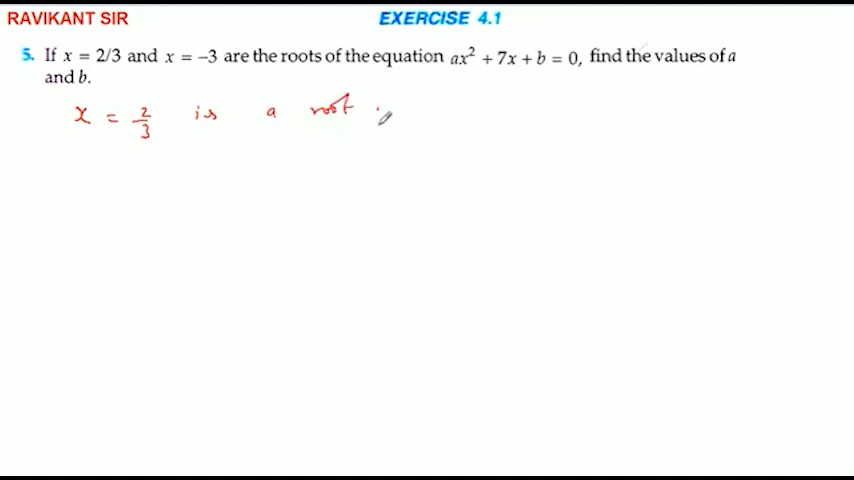 RAVIKANT SIR EXERCISE 4.1
5. If x = 2/3 and x = –3 are the roots of the equation ax² + 7x + b = 0, find the values of a
and b.
x = 2/3 is a root